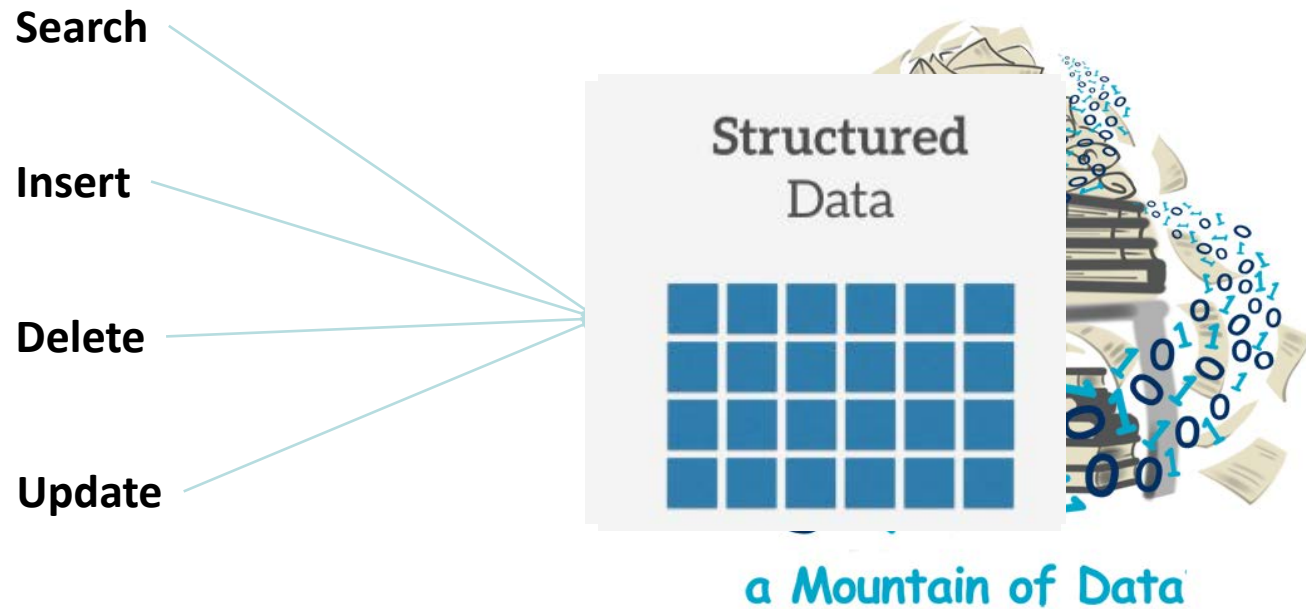 Search
Insert
Delete
Update
Structured
Data
a Mountain of Data